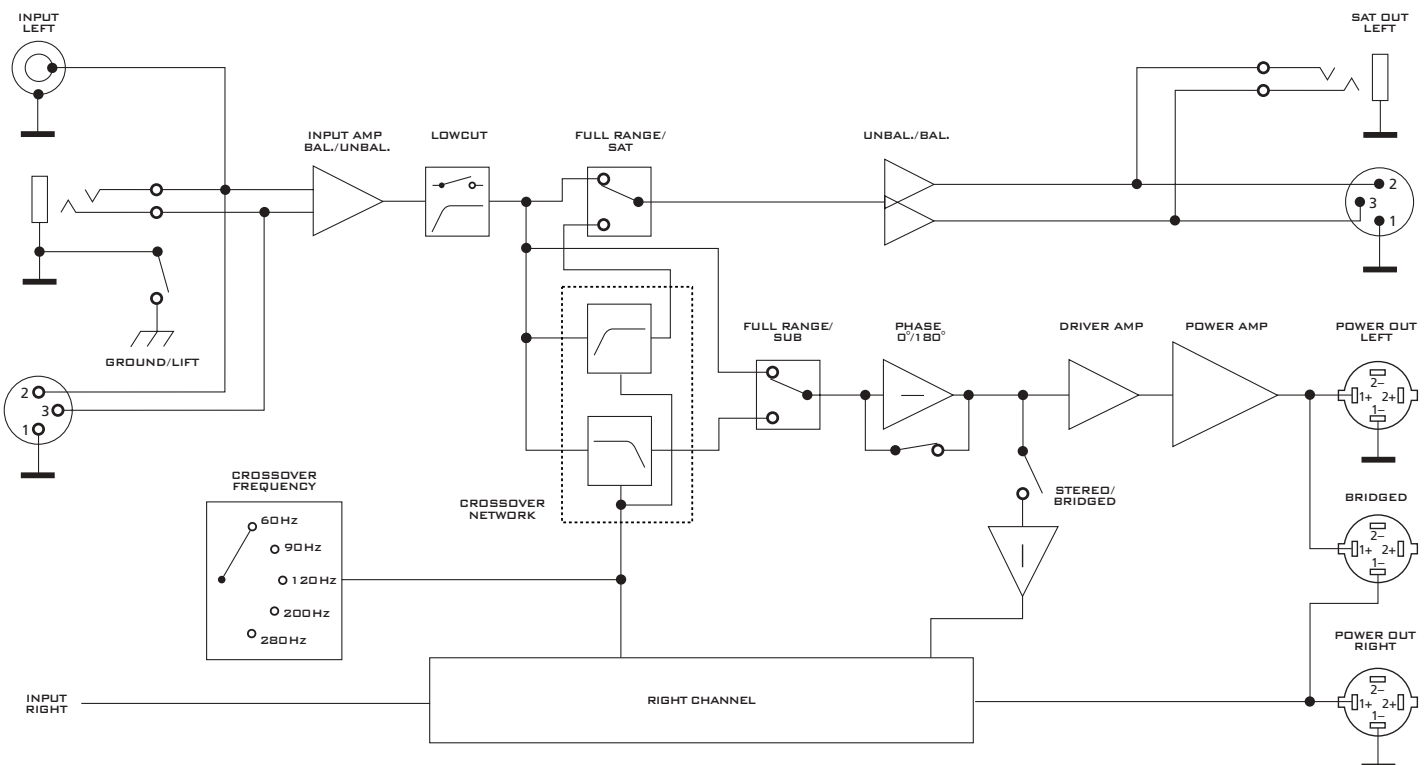 INPUT
LEFT
SAT OUT
LEFT
INPUT AMP
BAL./UNBAL.
LOWCUT
FULL RANGE/
SAT
UNBAL./BAL.
2
3
1
GROUND/LIFT
2
3
1
FULL RANGE/
SUB
PHASE
0°/180°
DRIVER AMP
POWER AMP
POWER OUT
LEFT
2–
1+ 2+
1–
CROSSOVER
FREQUENCY
60Hz
90Hz
120Hz
200Hz
280Hz
CROSSOVER
NETWORK
STEREO/
BRIDGED
BRIDGED
2–
1+ 2+
1–
POWER OUT
RIGHT
2–
1+ 2+
1–
INPUT
RIGHT
RIGHT CHANNEL